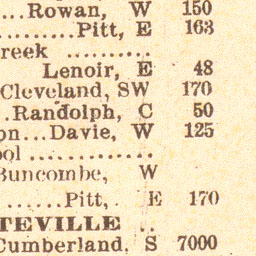 ....Rowan, W 150
..........Pitt, E 163
reek .........
Lenoir, E 48
Cleveland, SW 170
..Randolph, C 50
on...Davie, W 125
ool .............
Buncombe, W
......Pitt, . E 170
TEVILLE ..
Cumberland, S 7000